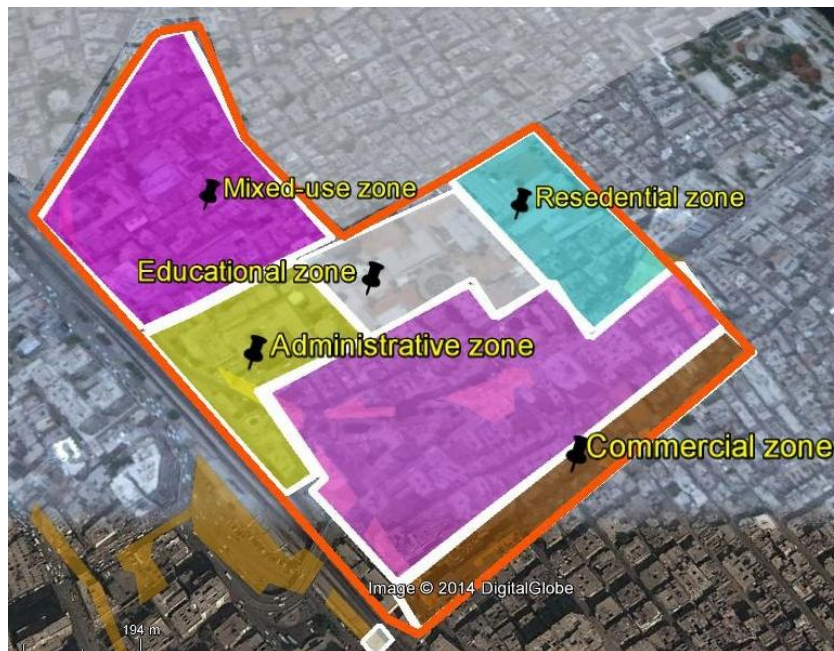 Mixed-use zone
Resedential zone
Educational zone
Administrative zone
Commercial zone
Image © 2014 DigitalGlobe
194 m